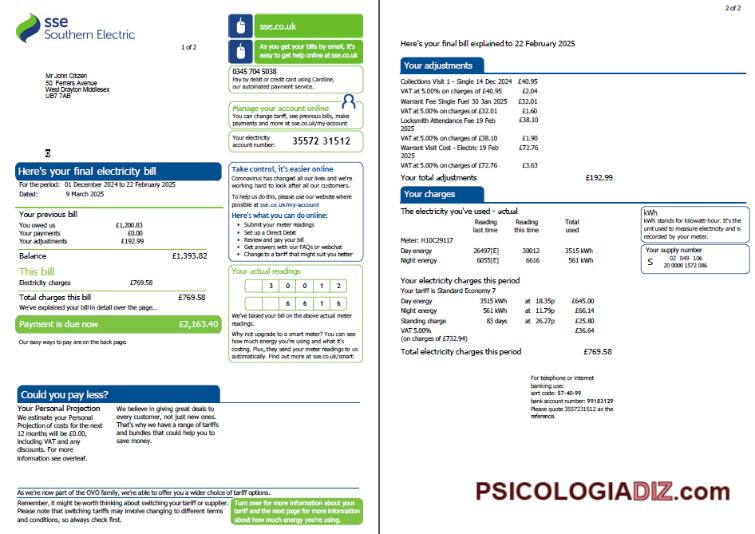 sse
Southern Electric
1 of 2
Mr John Citizen
50 Ferrers Avenue
West Drayton Middlesex
UB7 7AB
sse.co.uk
As you get your bills by email, it's
easy to get help online at sse.co.uk
0345 704 5038
Pay by debit or credit using Cardline,
our automated payment service.
Manage your account online
You can change tariff, see previous bills, make
payments and more at sse.co.uk/my-account
Your electricity
account number: 35572 31512
Here's your final electricity bill
For the period: 01 December 2024 to 22 February 2025
Dated: 9 March 2025
Your previous bill
You owed us £1,200.83
Your payments £0.00
Your adjustments £192.99
Balance £1,393.82
This bill
Electricity charges £769.58
Total charges this bill £769.58
We've explained your bill in detail over the page...
Payment is due now £2,163.40
Our easy ways to pay are on the back page.
Take control, it's easier online
Coronavirus has changed all our lives and we're
working hard to look after all our customers.
To help us do this, please use our website where
possible at sse.co.uk/my-account
Here's what you can do online:
• Submit your meter readings
• Set up a Direct Debit
• Review and pay your bill
• Get answers with our FAQs or webchat
• Change to a tariff that might suit you better
Your actual readings
3 0 0 1 2
6 6 1 6
We've based your bill on the above actual meter
readings.
Why not upgrade to a smart meter? You can see
how much energy you're using and what it's
costing. Plus, they send your meter readings to us
automatically. Find out more at sse.co.uk/smart.
Could you pay less?
Your Personal Projection
We estimate your Personal
Projection of costs for the next
12 months will be £0.00,
including VAT and any
discounts. For more
information see overleaf.
We believe in giving great deals to
every customer, not just new ones.
That's why we have a range of tariffs
and bundles that could help you to
save money.
As we're now part of the OVO family, we're able to offer you a wider choice of tariff options.
Remember, it might be worth thinking about switching your tariff or supplier.
Please note that switching tariffs may involve changing to different terms
and conditions, so always check first.
Turn over for more information about your
tariff and the next page for more information
about how much energy you're using.
2 of 2
Here's your final bill explained to 22 February 2025
Your adjustments
Collections Visit 1 - Single 14 Dec 2024 £40.95
VAT at 5.00% on charges of £40.95 £2.04
Warrant Fee Single Fuel 30 Jan 2025 £32.01
VAT at 5.00% on charges of £32.01 £1.60
Locksmith Attendance Fee 19 Feb £38.10
2025
VAT at 5.00% on charges of £38.10 £1.90
Warrant Visit Cost - Electric 19 Feb £72.76
2025
VAT at 5.00% on charges of £72.76 £3.63
Your total adjustments £192.99
Your charges
The electricity you've used - actual
Reading Reading Total
last time this time used
Meter: H10C29117
Day energy 26497(E) 30012 3515 kWh
Night energy 6055(E) 6616 561 kWh
Your electricity charges this period
Your tariff is Standard Economy 7
Day energy 3515 kWh at 18.35p £645.00
Night energy 561 kWh at 11.79p £66.14
Standing charge 83 days at 26.27p £25.80
VAT 5.00% £36.64
(on charges of £732.94)
Total electricity charges this period £769.58
kWh
kWh stands for kilowatt-hour. It's the
unit used to measure electricity and is
recorded by your meter.
Your supply number
S 02 049 106
20 0000 1572 086
For telephone or internet
banking use:
sort code: 57-40-99
bank account number: 99183129
Please quote 3557231512 as the
reference.
PSICOLOGIADIZ.com